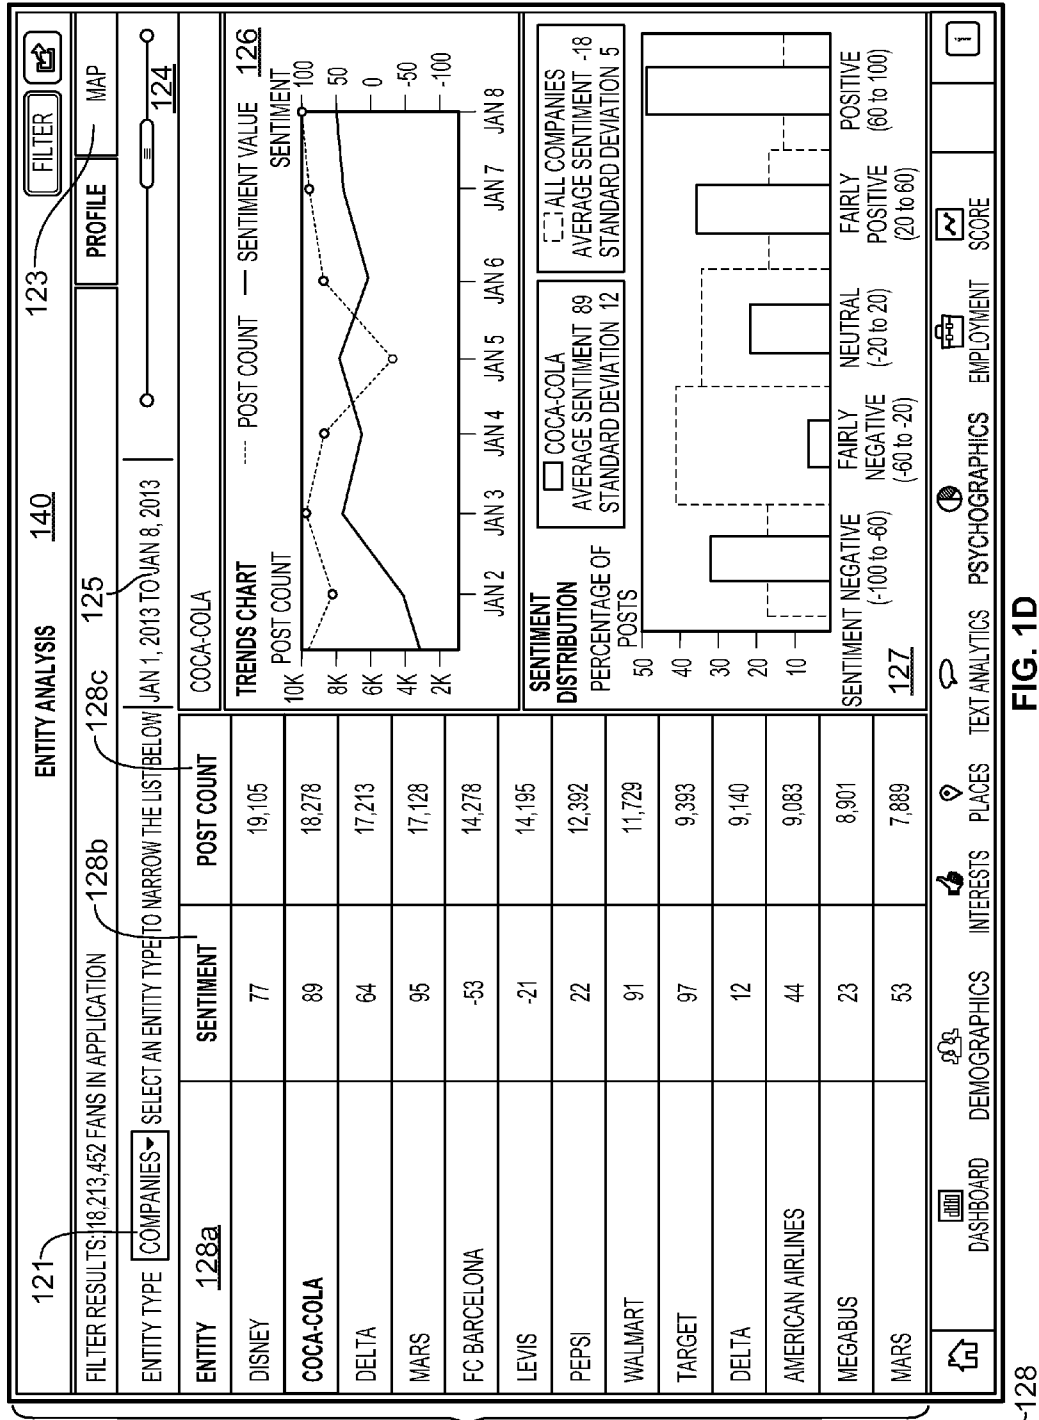 ENTITY ANALYSIS 140
FILTER
FILTER RESULTS:118,213,452 FANS IN APPLICATION
PROFILE MAP
121 128b 128c 125 123
ENTITY TYPE COMPANIES SELECT AN ENTITY TYPE TO NARROW THE LIST BELOW JAN 1, 2013 TO JAN 8, 2013
124
ENTITY 128a SENTIMENT POST COUNT
DISNEY 77 19,105
COCA-COLA 89 18,278
DELTA 64 17,213
MARS 95 17,128
FC BARCELONA -53 14,278
LEVIS -21 14,195
PEPSI 22 12,392
WALMART 91 11,729
TARGET 97 9,393
DELTA 12 9,140
AMERICAN AIRLINES 44 9,083
MEGABUS 23 8,901
MARS 53 7,889
COCA-COLA
TRENDS CHART POST COUNT SENTIMENT VALUE 126
POST COUNT SENTIMENT
10K 100
8K 50
6K 0
4K -50
2K -100
JAN 2 JAN 3 JAN 4 JAN 5 JAN 6 JAN 7 JAN 8
SENTIMENT
DISTRIBUTION
PERCENTAGE OF
POSTS
COCA-COLA
AVERAGE SENTIMENT 89
STANDARD DEVIATION 12
ALL COMPANIES
AVERAGE SENTIMENT -18
STANDARD DEVIATION 5
50
40
30
20
10
SENTIMENT NEGATIVE
(-100 to -60)
FAIRLY
NEGATIVE
(-60 to -20)
NEUTRAL
(-20 to 20)
FAIRLY
POSITIVE
(20 to 60)
POSITIVE
(60 to 100)
127
DASHBOARD DEMOGRAPHICS INTERESTS PLACES TEXT ANALYTICS PSYCHOGRAPHICS EMPLOYMENT SCORE
128
FIG. 1D